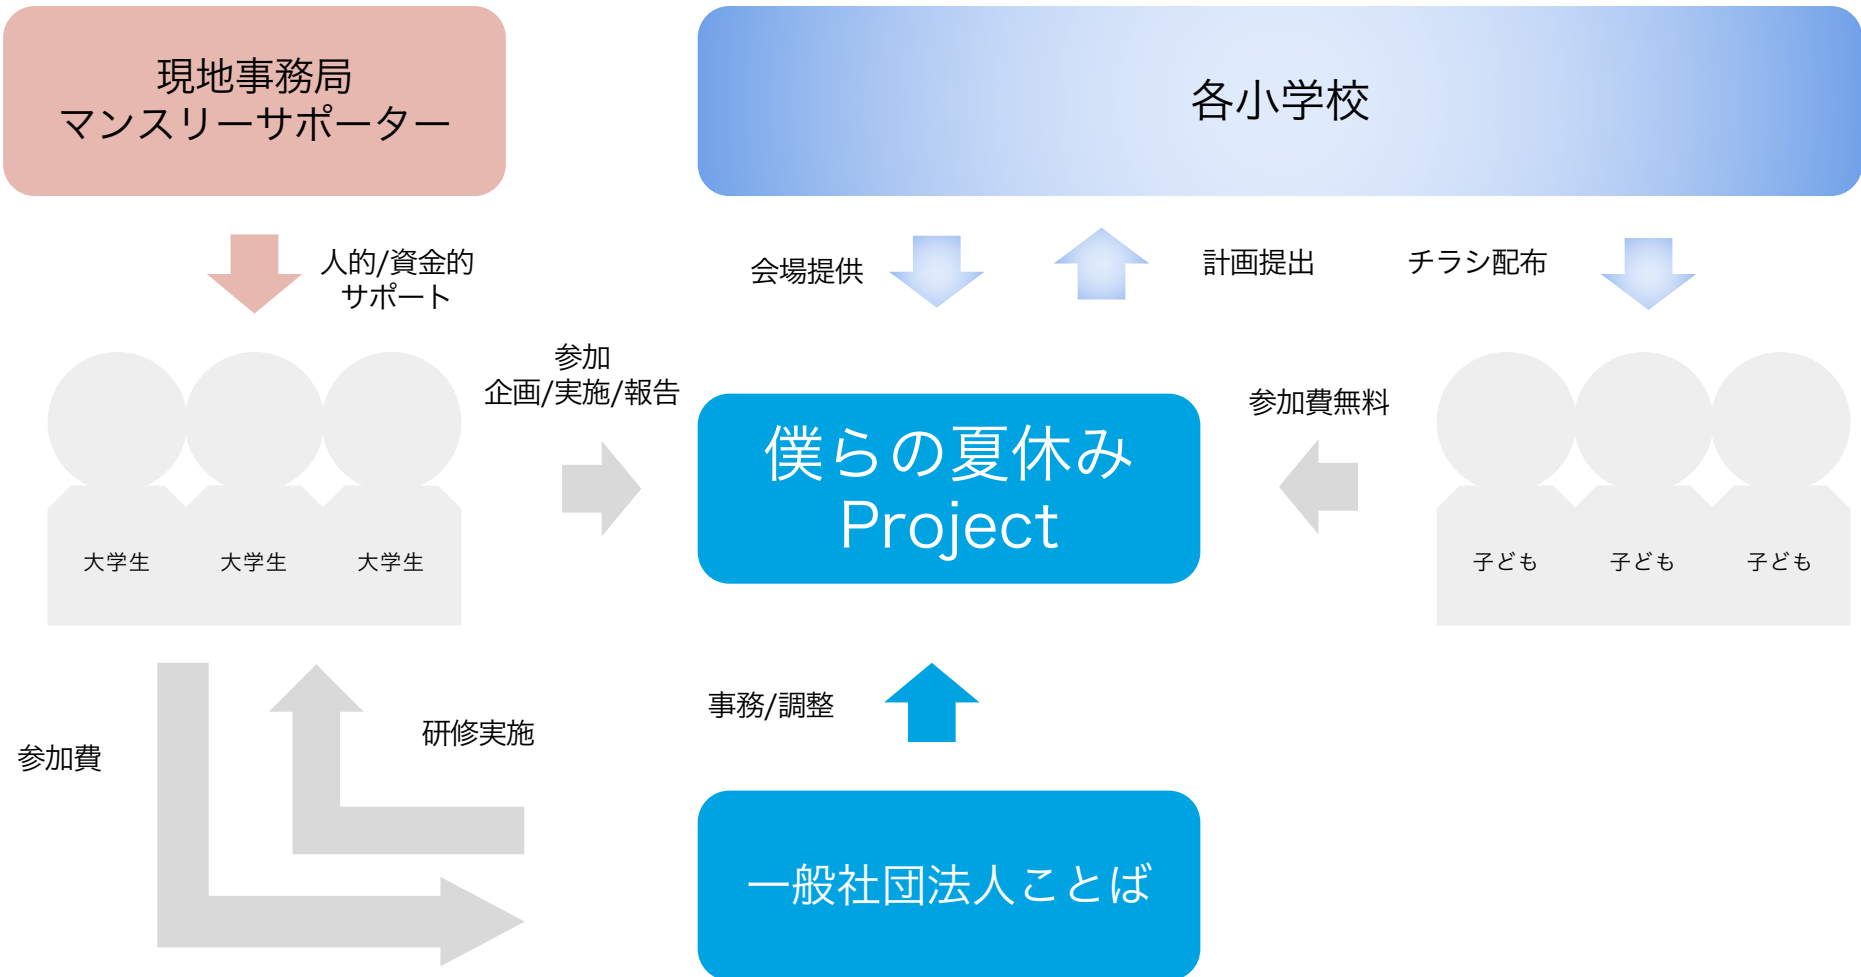 現地事務局
マンスリーサポーター
各小学校
人的/資金的
サポート
会場提供
計画提出
チラシ配布
参加
企画/実施/報告
参加費無料
僕らの夏休み
Project
大学生
大学生
大学生
子ども
子ども
子ども
参加費
研修実施
事務/調整
一般社団法人ことば